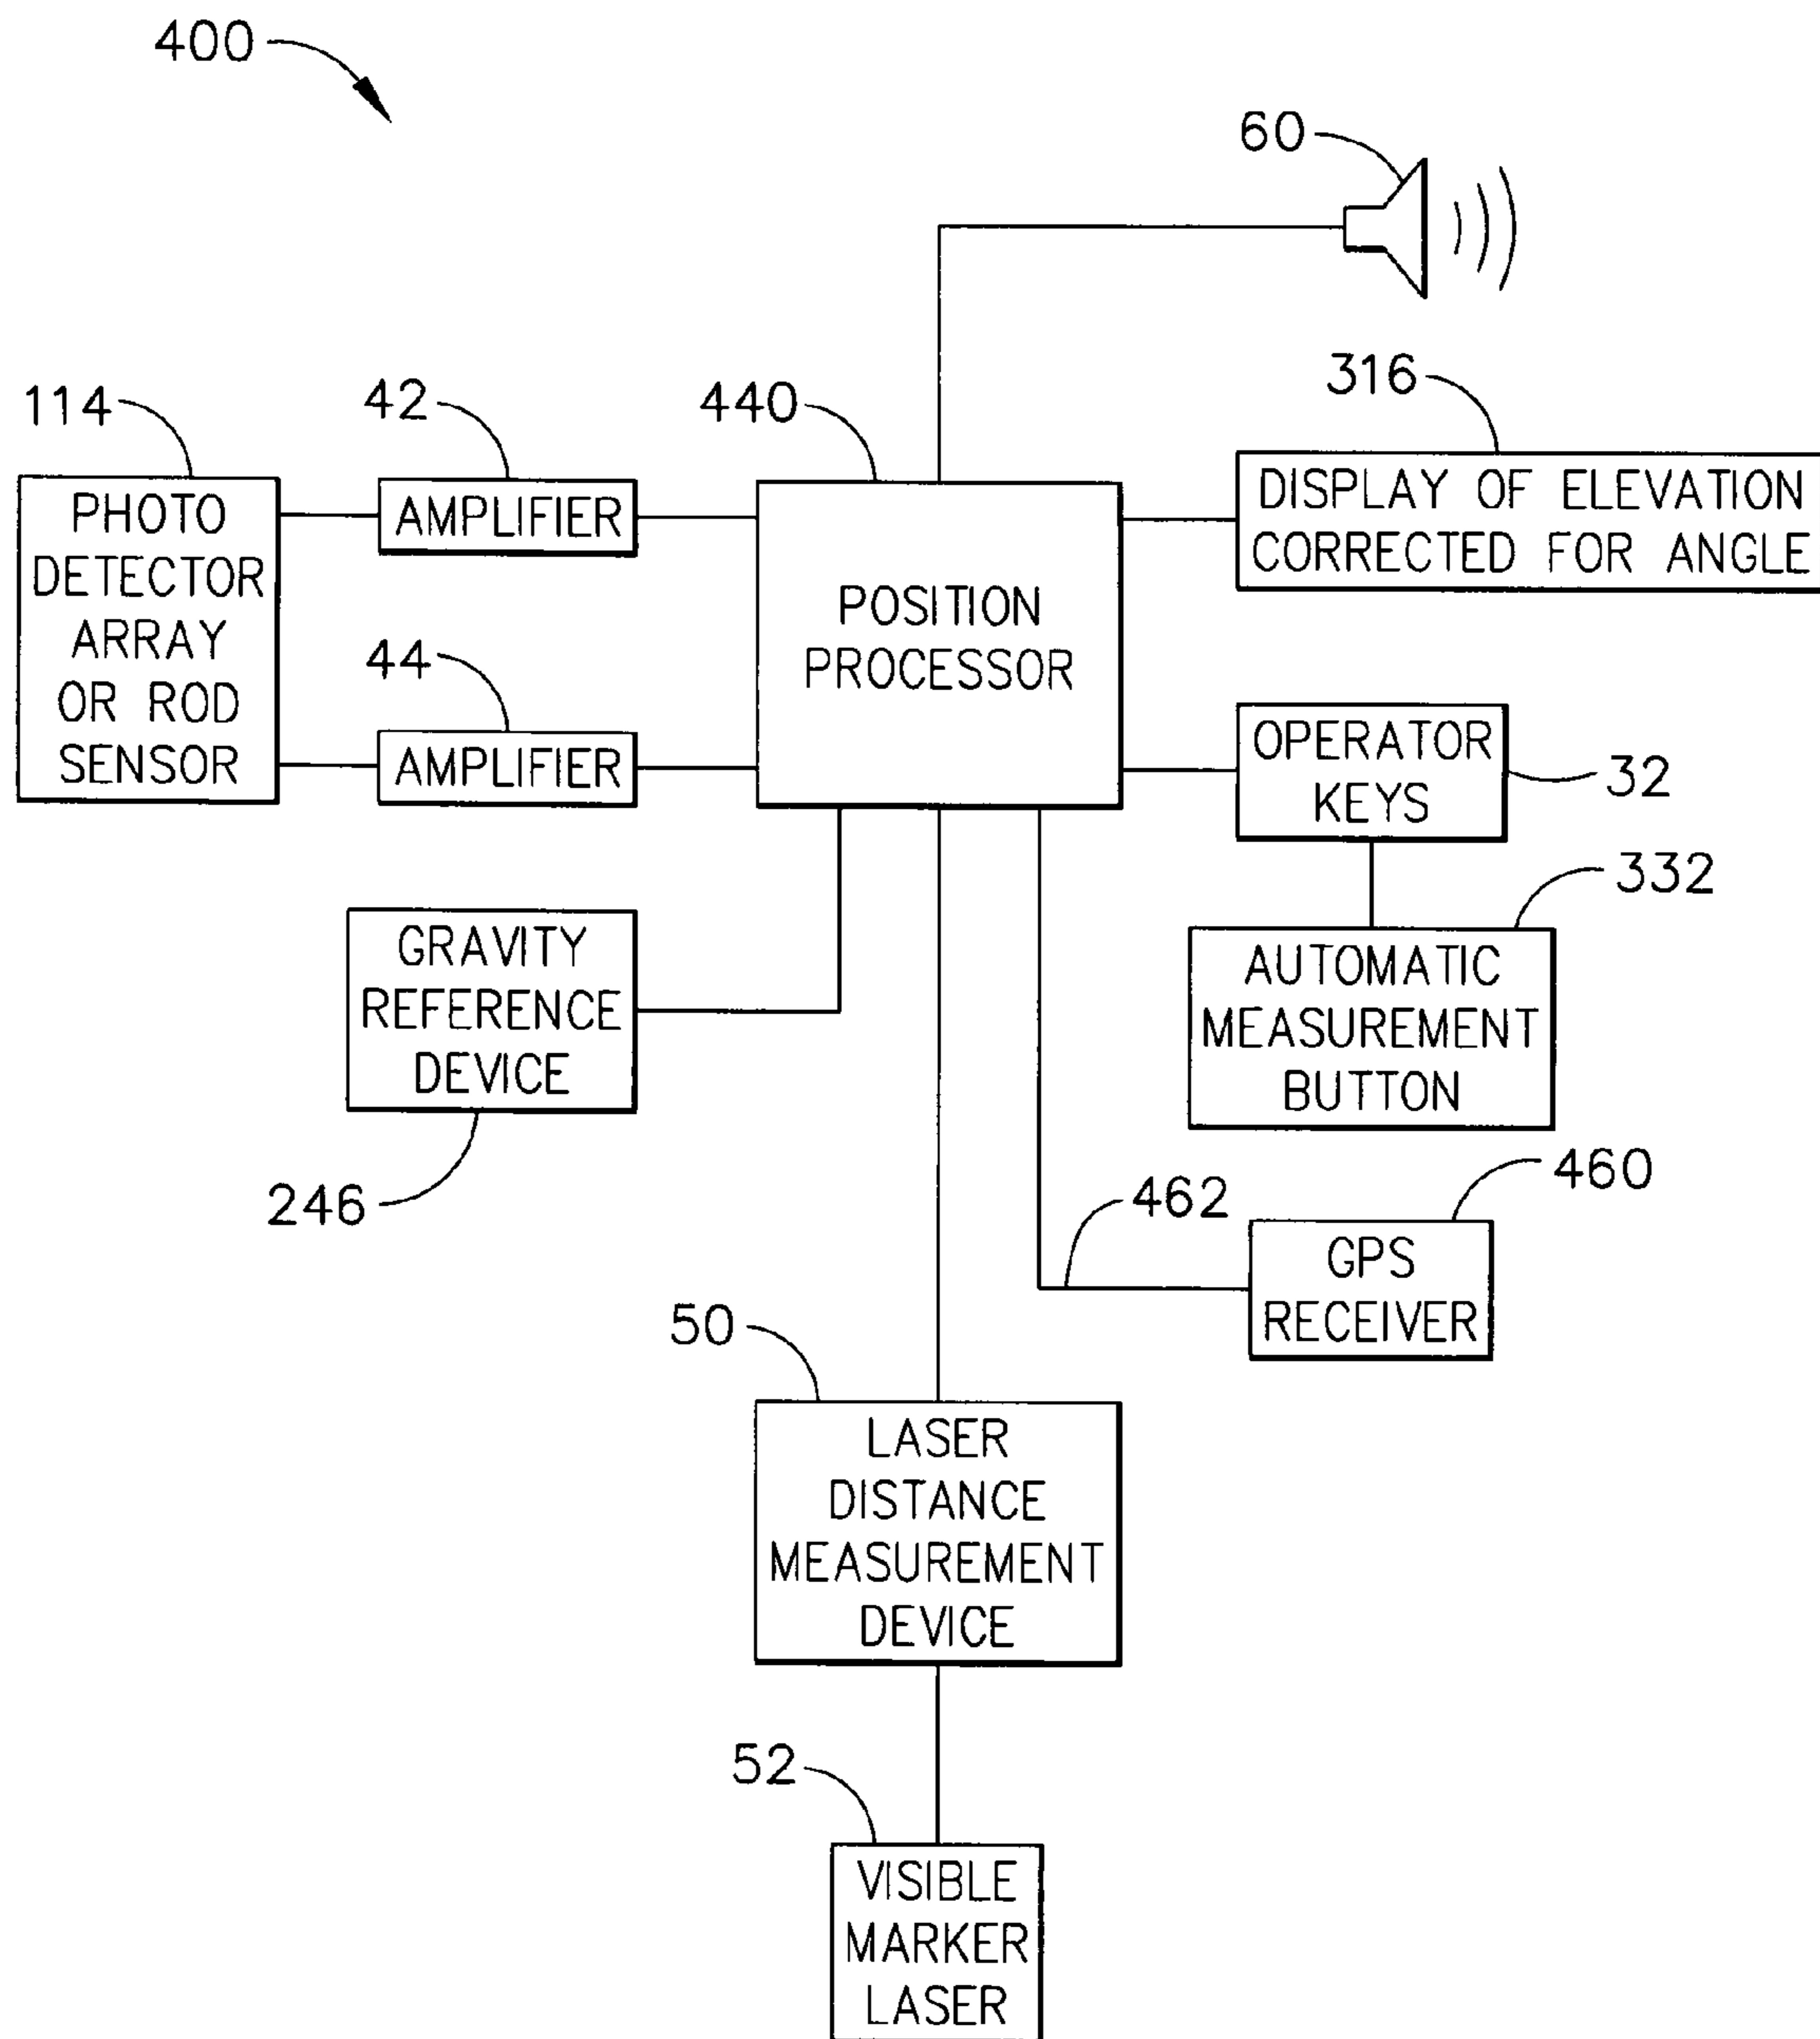 400
60
316
114
42
440
PHOTO
DETECTOR
ARRAY
OR ROD
SENSOR
AMPLIFIER
44
AMPLIFIER
POSITION
PROCESSOR
DISPLAY OF ELEVATION
CORRECTED FOR ANGLE
OPERATOR
KEYS
32
332
GRAVITY
REFERENCE
DEVICE
246
AUTOMATIC
MEASUREMENT
BUTTON
462
460
GPS
RECEIVER
50
LASER
DISTANCE
MEASUREMENT
DEVICE
52
VISIBLE
MARKER
LASER